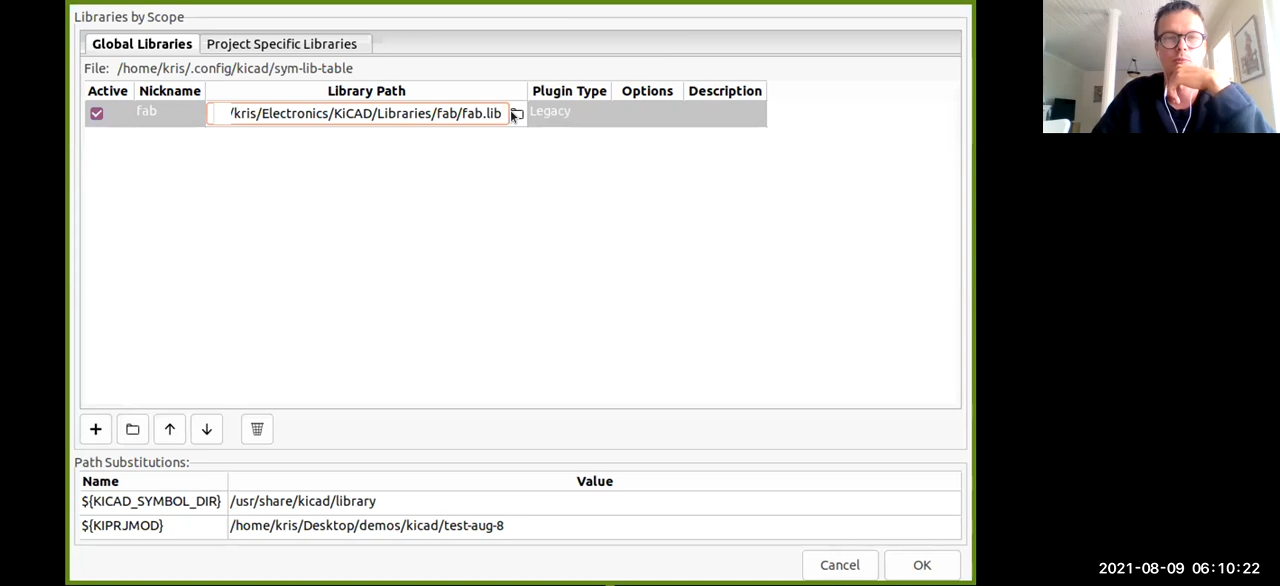 Libraries by Scope
Global Libraries Project Specific Libraries
File: /home/kris/.config/kicad/sym-lib-table
Active Nickname Library Path Plugin Type Options Description
fab /kris/Electronics/KiCAD/Libraries/fab/fab.lib Legacy
Path Substitutions:
Name Value
${KICAD_SYMBOL_DIR} /usr/share/kicad/library
${KIPRJMOD} /home/kris/Desktop/demos/kicad/test-aug-8
Cancel OK
2021-08-09 06:10:22